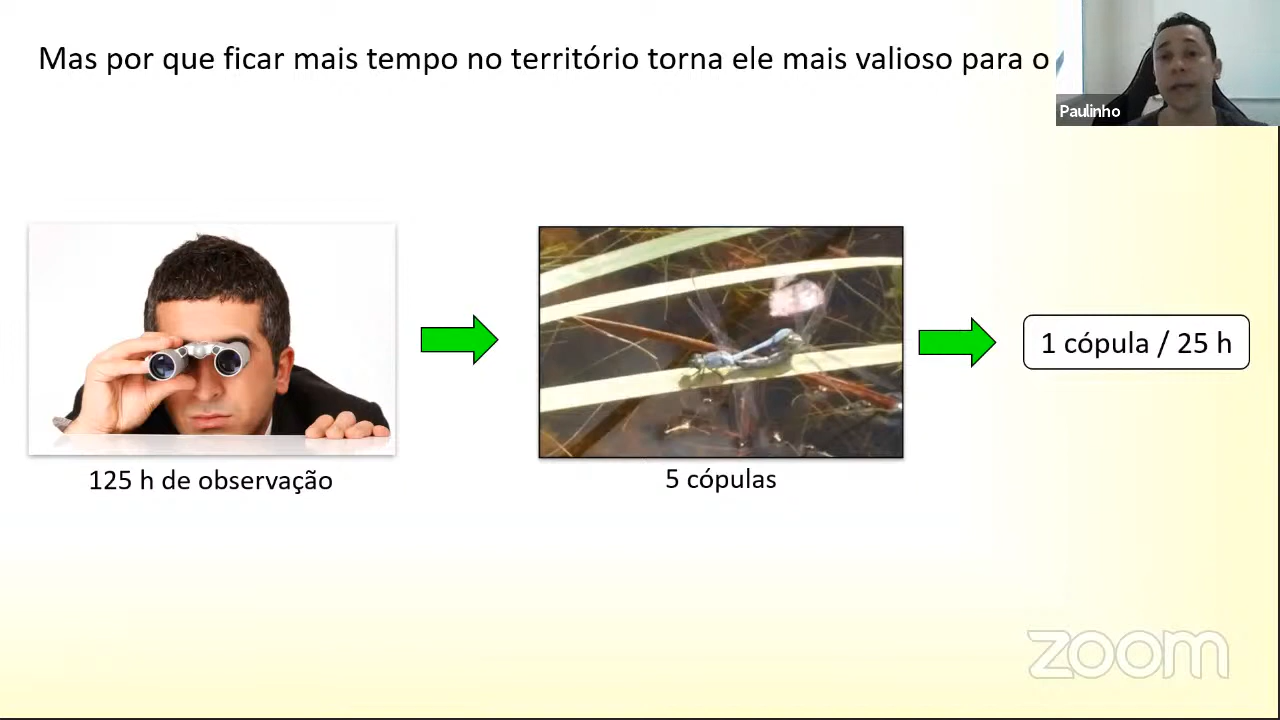 Mas por que ficar mais tempo no território torna ele mais valioso para o
Paulinho
1 cópula / 25 h
125 h de observação
5 cópulas
zoom